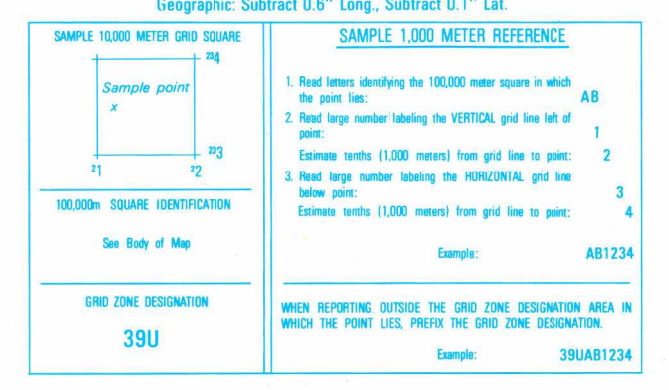 Geographic: Subtract 0.6" Long., Subtract 0.1" Lat.
SAMPLE 10,000 METER GRID SQUARE
234
Sample point
x
233
21
22
100,000m SQUARE IDENTIFICATION
See Body of Map
GRID ZONE DESIGNATION
39U
SAMPLE 1,000 METER REFERENCE
1. Read letters identifying the 100,000 meter square in which
the point lies: AB
2. Read large number labeling the VERTICAL grid line left of
point: 1
Estimate tenths (1,000 meters) from grid line to point: 2
3. Read large number labeling the HORIZONTAL grid line
below point: 3
Estimate tenths (1,000 meters) from grid line to point: 4
Example: AB1234
WHEN REPORTING OUTSIDE THE GRID ZONE DESIGNATION AREA IN
WHICH THE POINT LIES, PREFIX THE GRID ZONE DESIGNATION.
Example: 39UAB1234